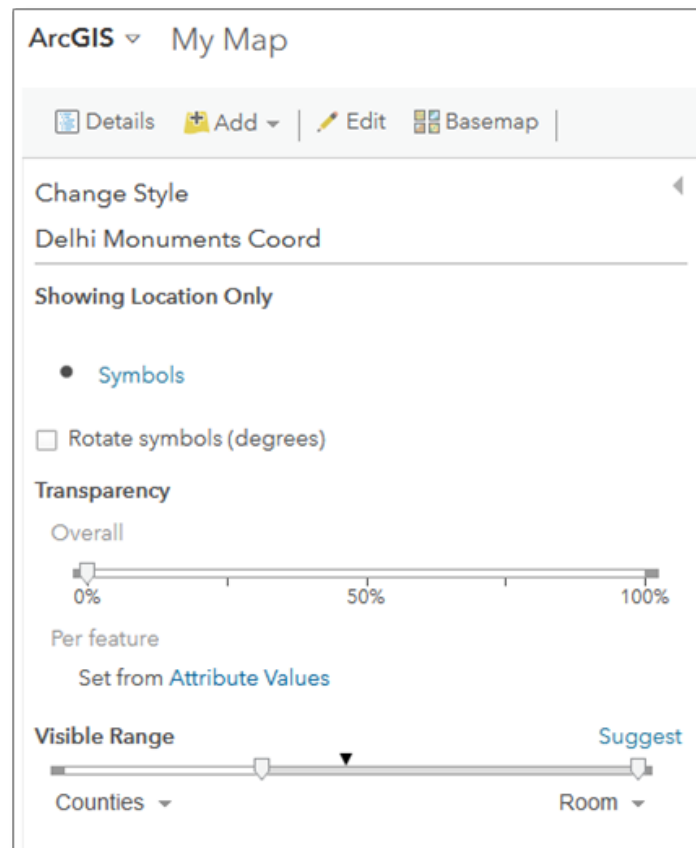 ArcGIS My Map
Details Add Edit Basemap
Change Style
Delhi Monuments Coord
Showing Location Only
Symbols
Rotate symbols (degrees)
Transparency
Overall
0% 50% 100%
Per feature
Set from Attribute Values
Visible Range Suggest
Counties Room